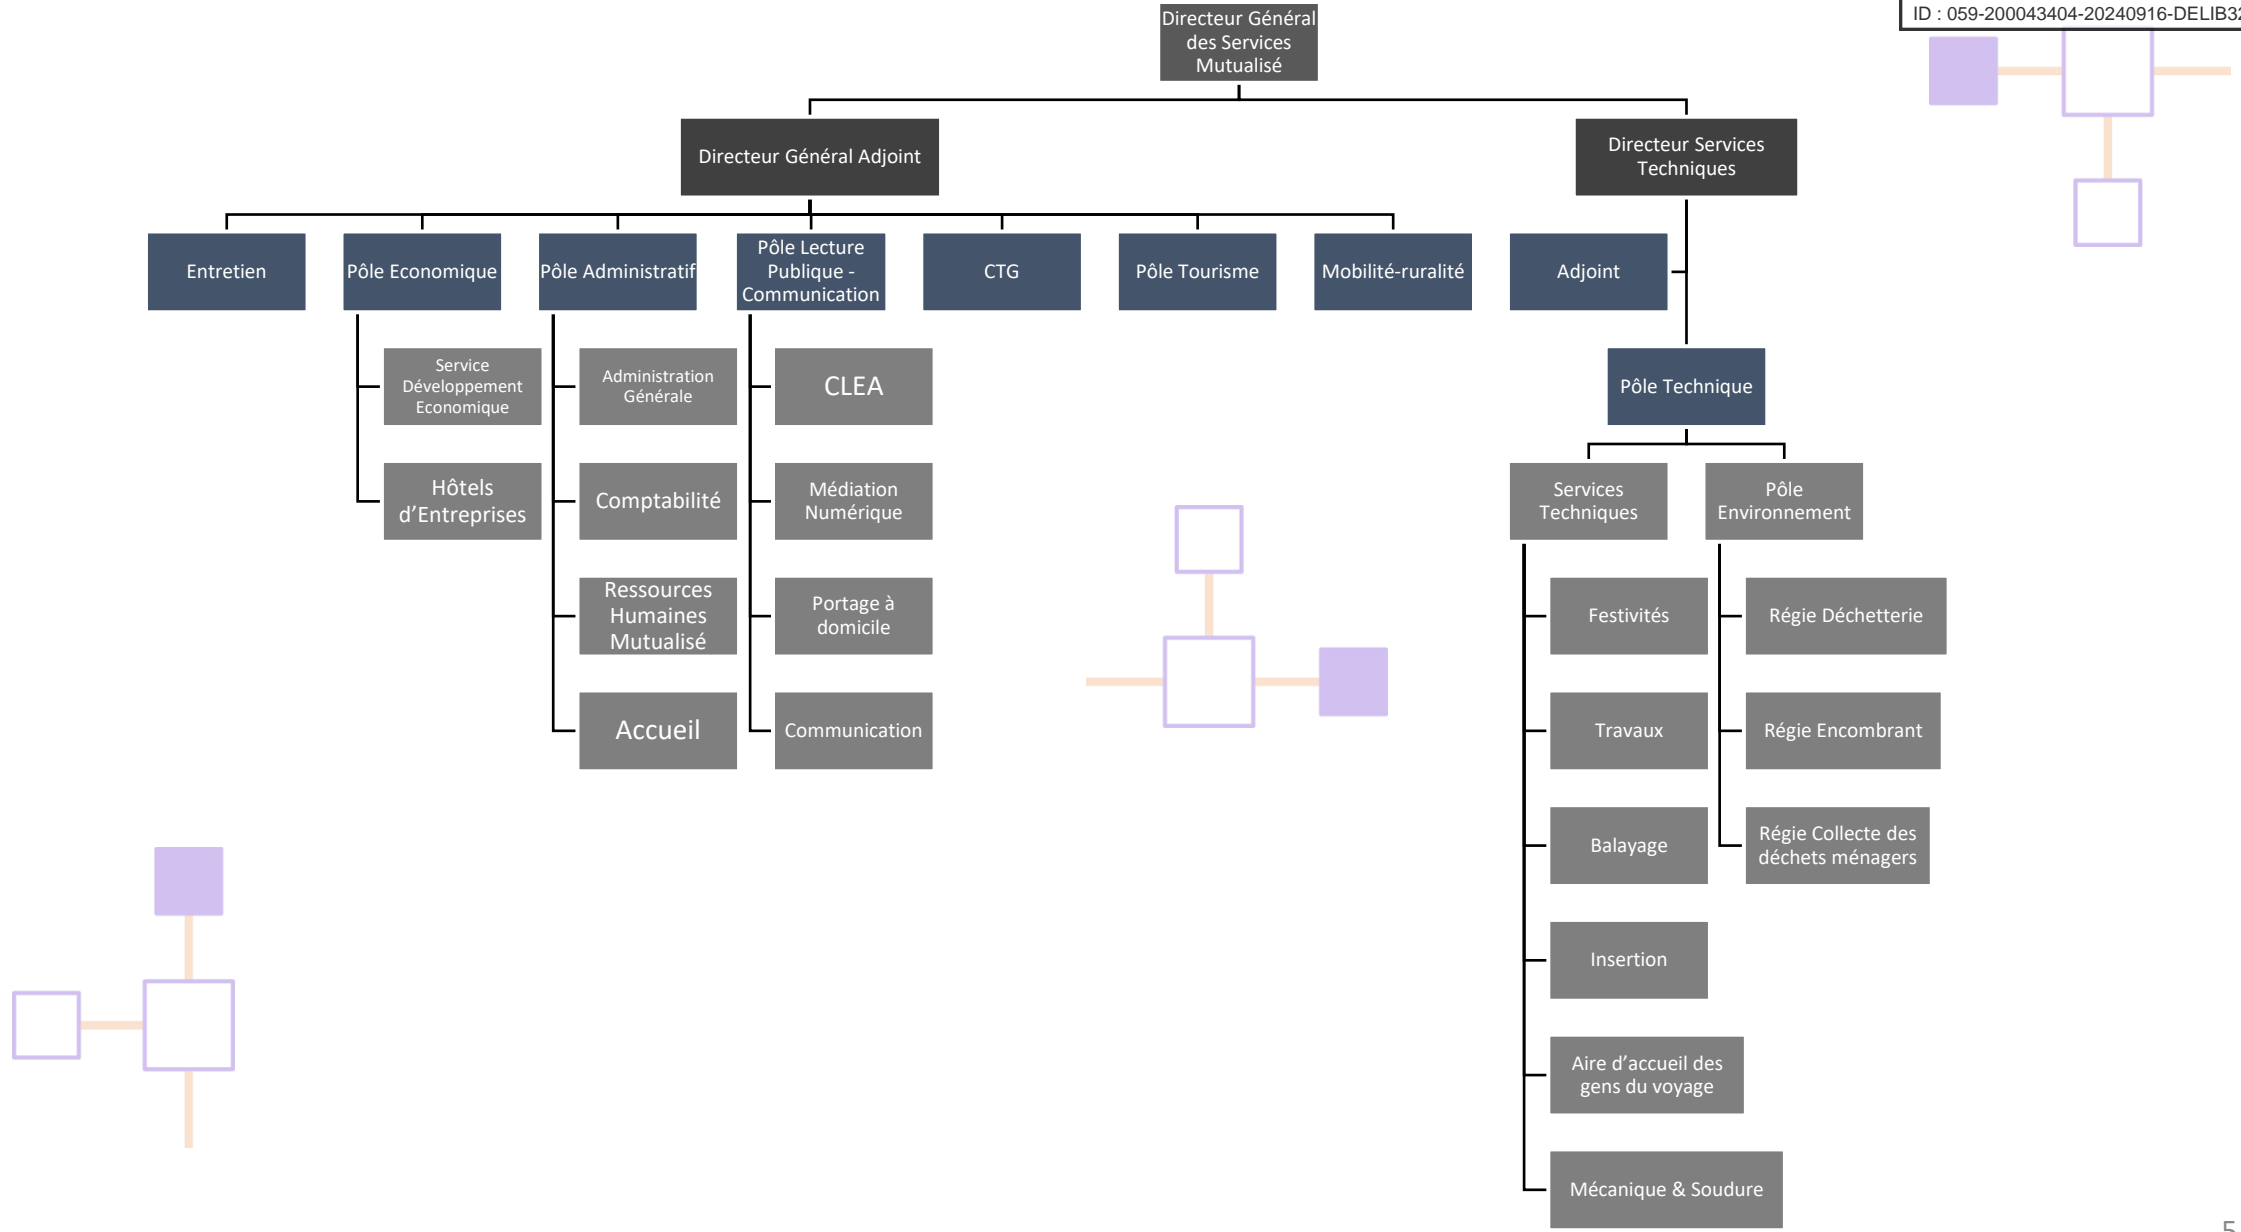 ID : 059-200043404-20240916-DELIB32
Directeur Général
des Services
Mutualisé
Directeur Général Adjoint
Directeur Services
Techniques
Entretien
Pôle Economique
Pôle Administratif
Pôle Lecture
Publique -
Communication
CTG
Pôle Tourisme
Mobilité-ruralité
Adjoint
Service
Développement
Economique
Administration
Générale
CLEA
Pôle Technique
Hôtels
d’Entreprises
Comptabilité
Médiation
Numérique
Services
Techniques
Pôle
Environnement
Ressources
Humaines
Mutualisé
Portage à
domicile
Festivités
Régie Déchetterie
Accueil
Communication
Travaux
Régie Encombrant
Balayage
Régie Collecte des
déchets ménagers
Insertion
Aire d’accueil des
gens du voyage
Mécanique & Soudure
5